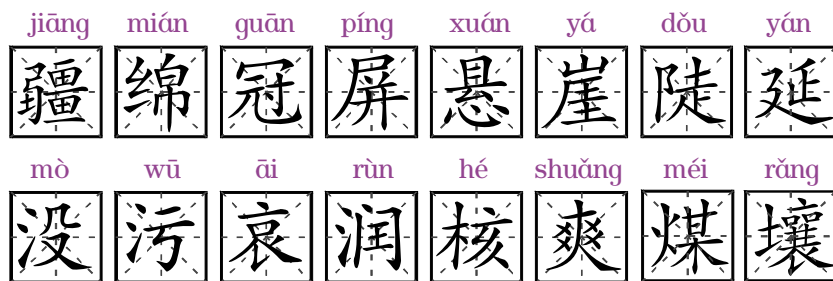 jiāng mián guān píng xuán yá dǒu yán
疆 绵 冠 屏 悬 崖 陡 延
mò wū āi rùn hé shuǎng méi rǎng
没 污 哀 润 核 爽 煤 壤